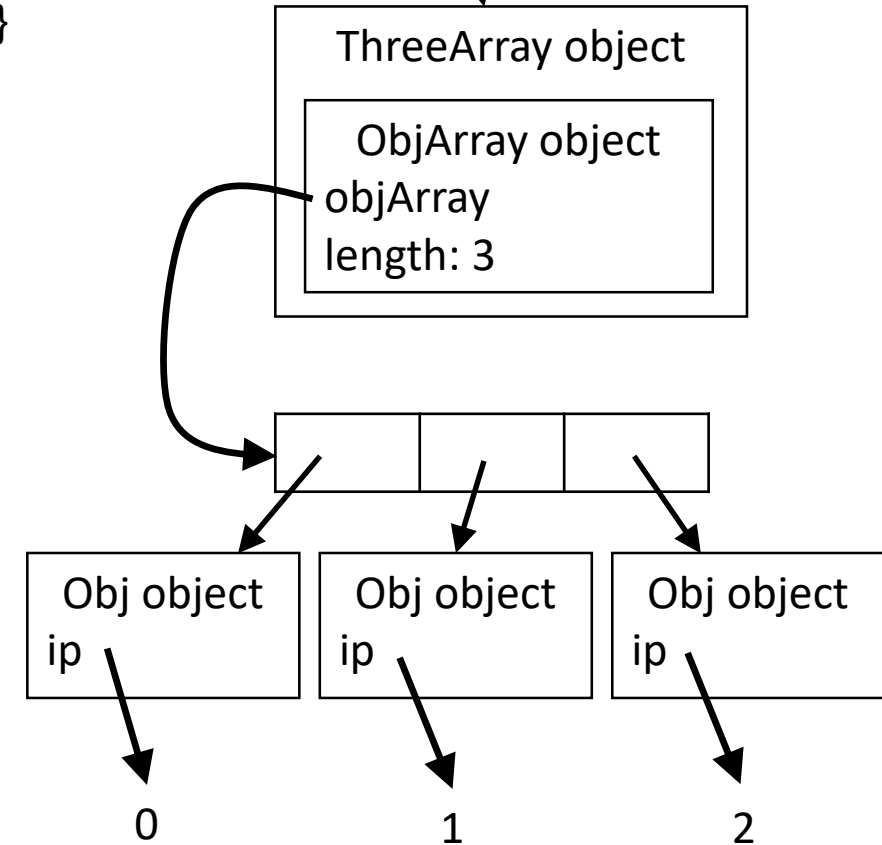 }
ThreeArray object
ObjArray object
objArray
length: 3
Obj object Obj object Obj object
ip ip ip
0 1 2